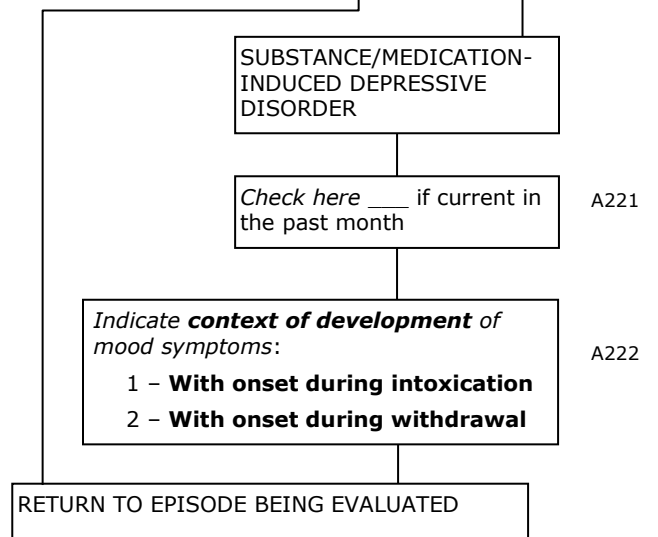 SUBSTANCE/MEDICATION-
INDUCED DEPRESSIVE
DISORDER
Check here ___ if current in
the past month
A221
Indicate context of development of
mood symptoms:
1 – With onset during intoxication
2 – With onset during withdrawal
A222
RETURN TO EPISODE BEING EVALUATED